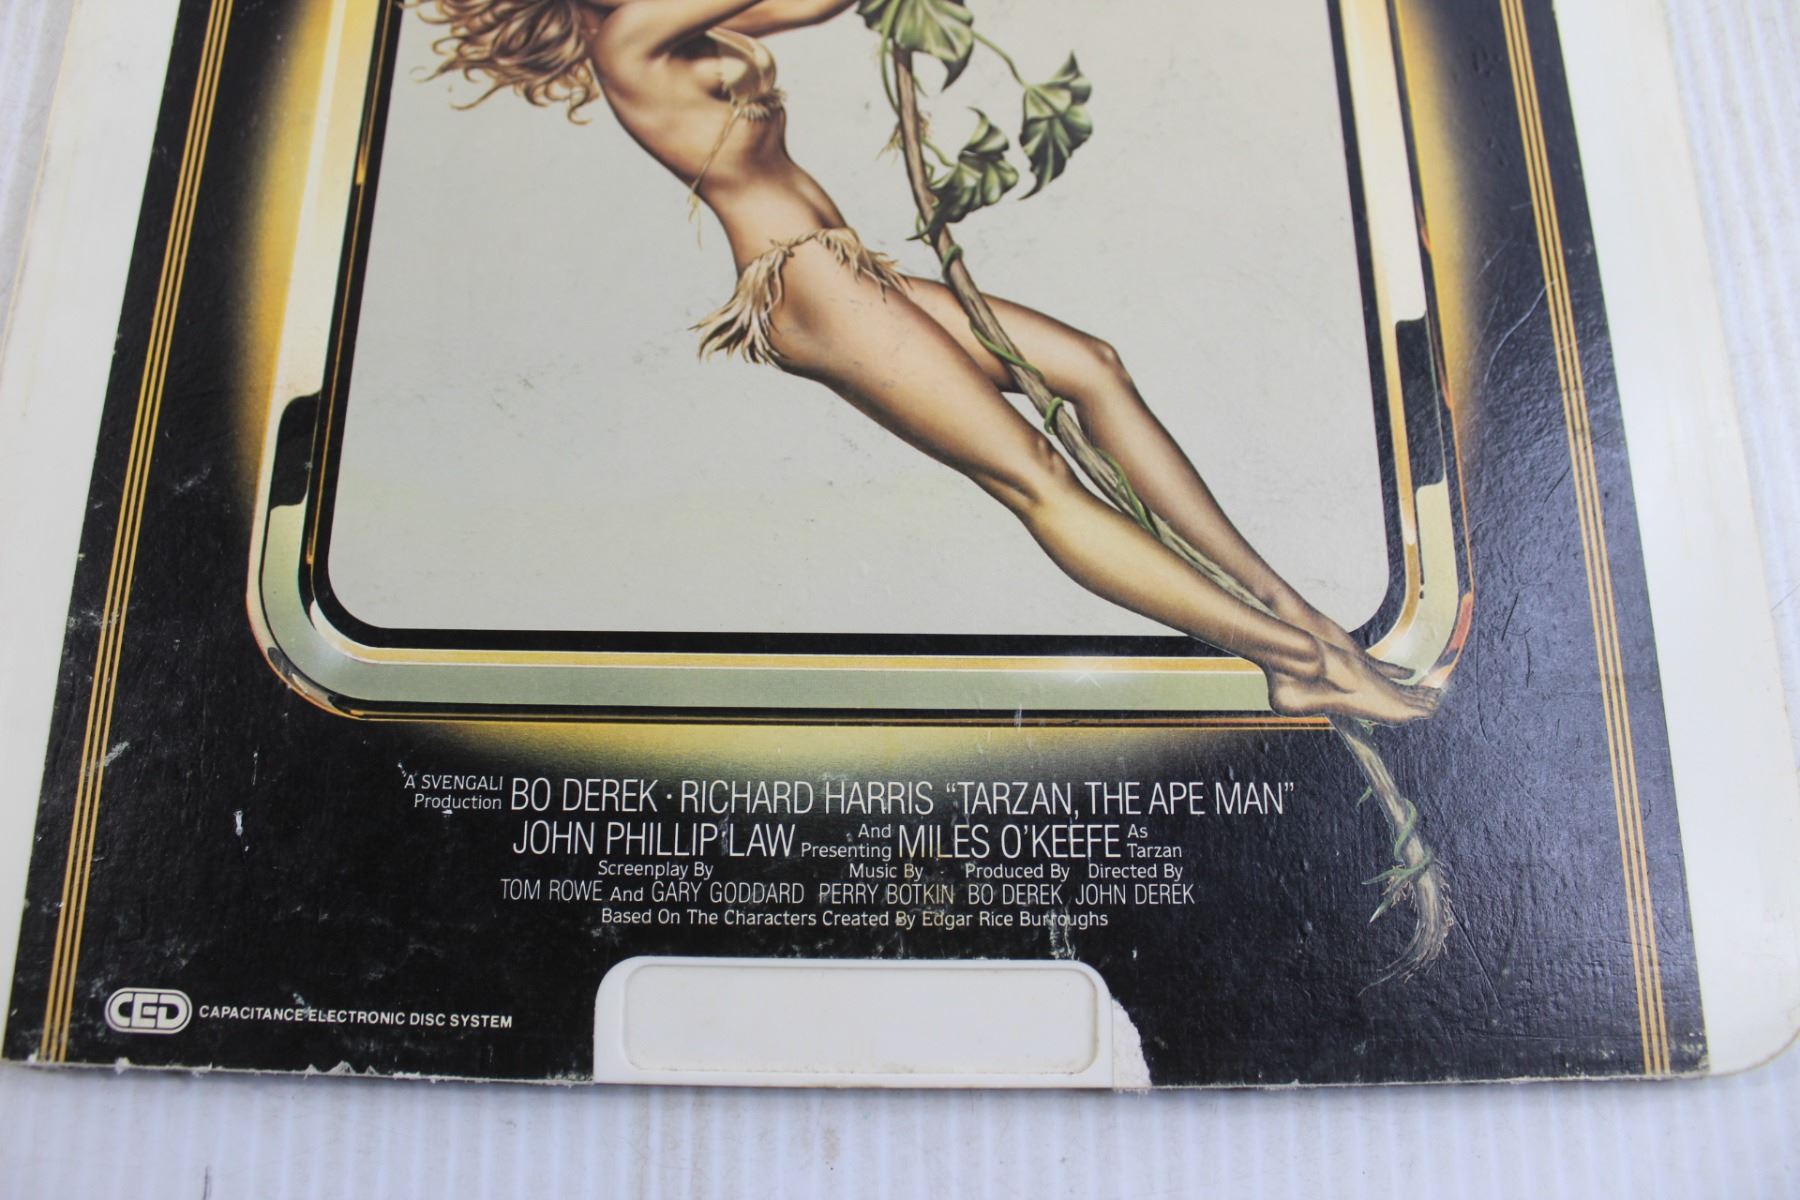 A SVENGALI Production BO DEREK · RICHARD HARRIS "TARZAN, THE APE MAN"
JOHN PHILLIP LAW And Presenting MILES O'KEEFE As Tarzan
Screenplay By Music By Produced By Directed By
TOM ROWE And GARY GODDARD PERRY BOTKIN BO DEREK JOHN DEREK
Based On The Characters Created By Edgar Rice Burroughs
CED CAPACITANCE ELECTRONIC DISC SYSTEM